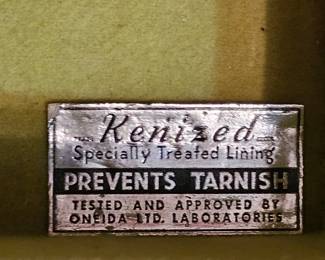 Kenized
Specially Treated Lining
PREVENTS TARNISH
TESTED AND APPROVED BY
ONEIDA LTD. LABORATORIES